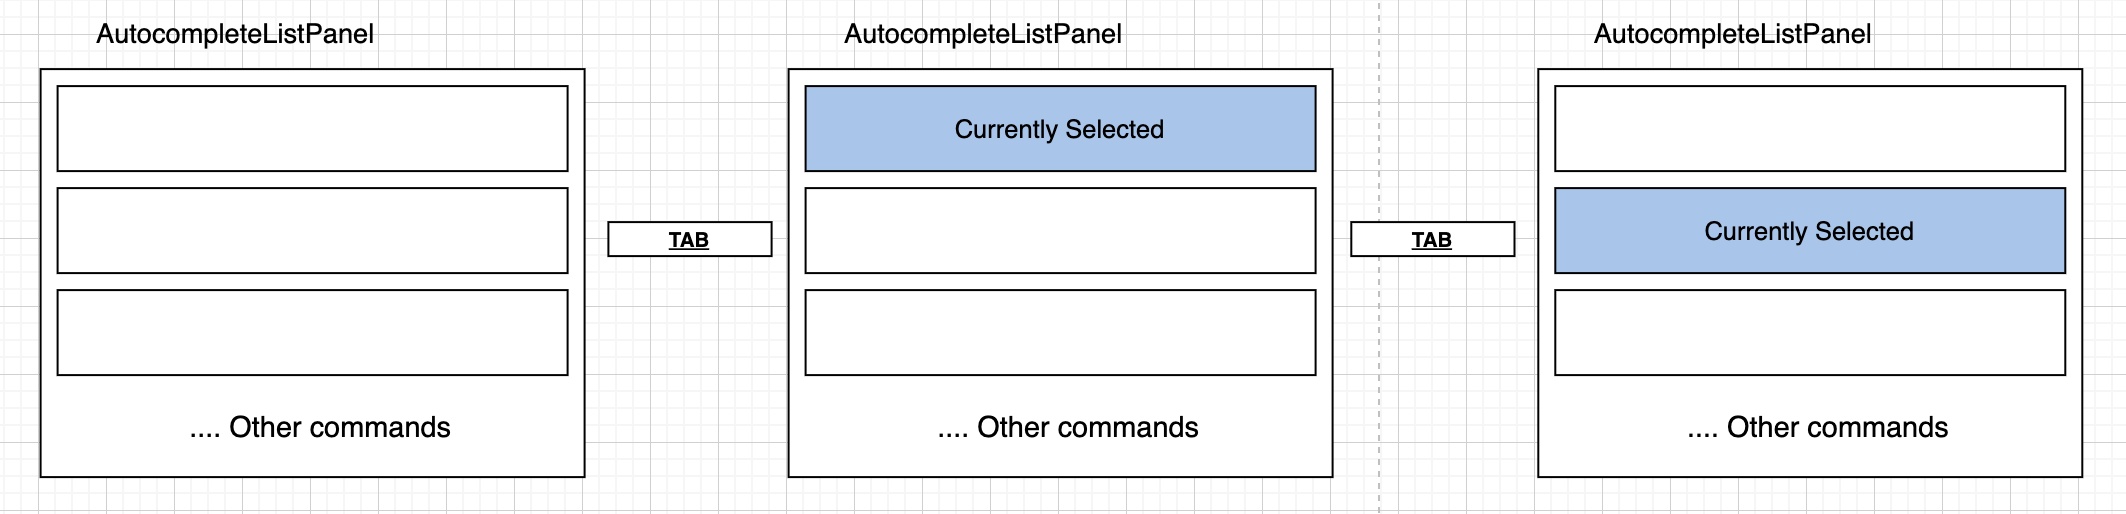 AutocompleteListPanel
.... Other commands
TAB
AutocompleteListPanel
Currently Selected
.... Other commands
TAB
AutocompleteListPanel
Currently Selected
.... Other commands